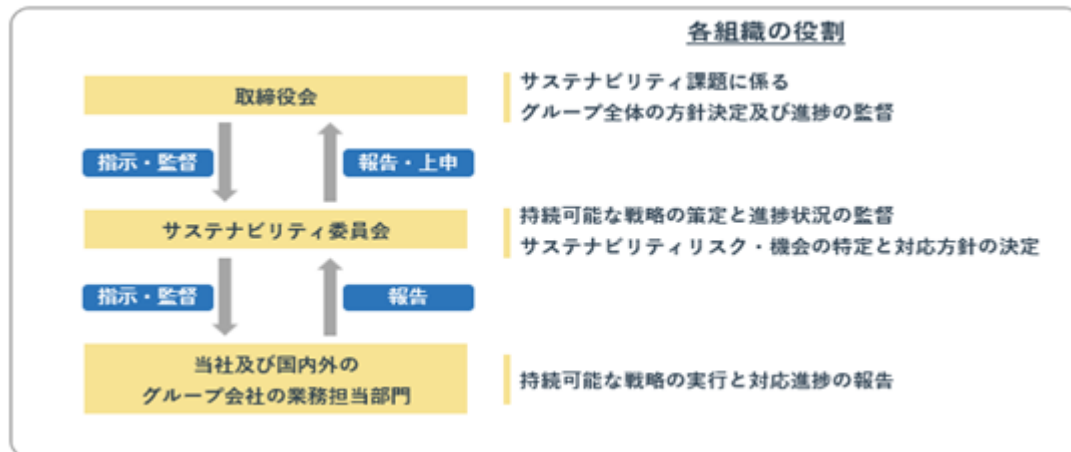 各組織の役割
取締役会
サステナビリティ課題に係る
グループ全体の方針決定及び進捗の監督
指示・監督
報告・上申
サステナビリティ委員会
持続可能な戦略の策定と進捗状況の監督
サステナビリティリスク・機会の特定と対応方針の決定
指示・監督
報告
当社及び国内外の
グループ会社の業務担当部門
持続可能な戦略の実行と対応進捗の報告